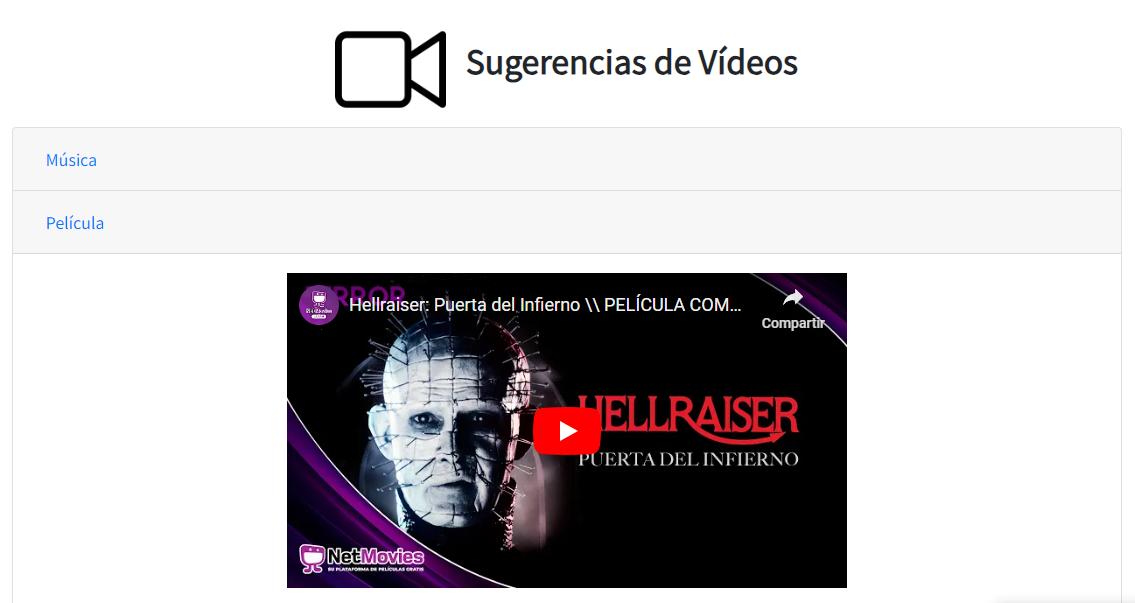 Sugerencias de Vídeos
Música
Película
Hellraiser: Puerta del Infierno \\ PELÍCULA COM...
Compartir
HELLRAISER
PUERTA DEL INFIERNO
NetMovies
SU PLATAFORMA DE PELÍCULAS GRATIS